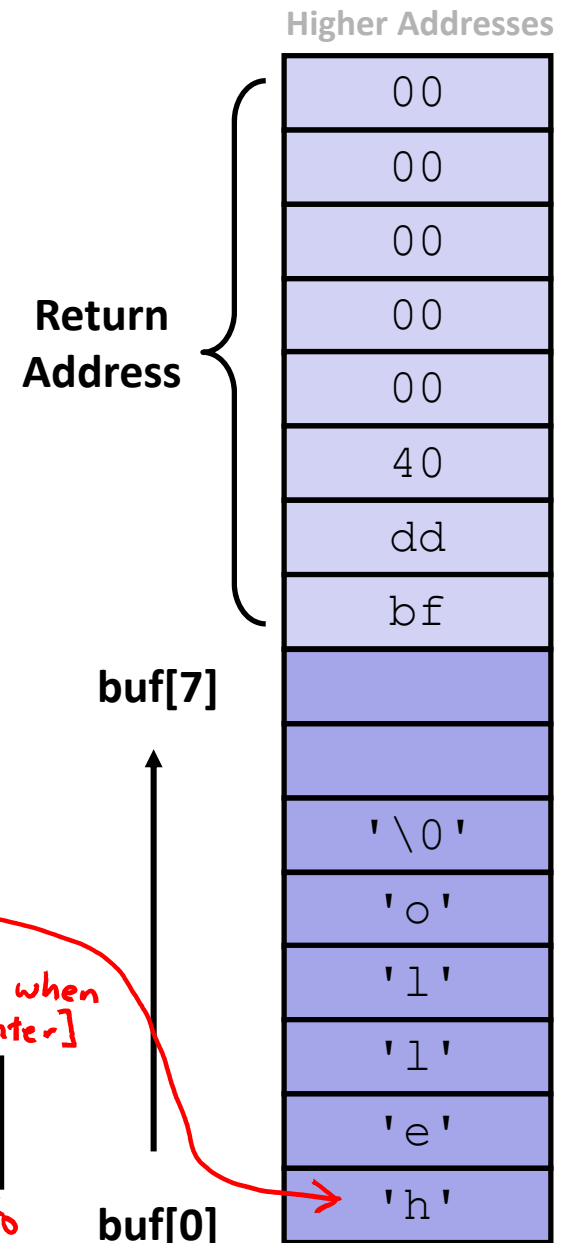 Higher Addresses
00
00
00
00
00
40
dd
bf
Return
Address
buf[7]
'\0'
'o'
'l'
'l'
'e'
'h'
when
buf[0]